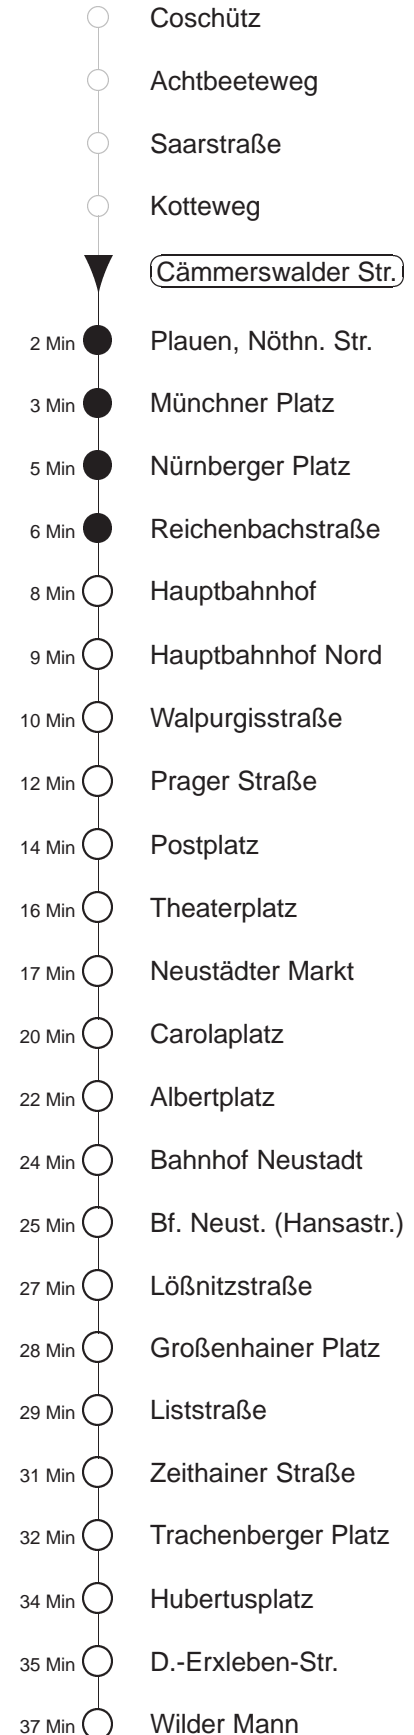 Coschütz
Achtbeeteweg
Saarstraße
Kotteweg
Cämmerswalder Str.
2 Min Plauen, Nöthn. Str.
3 Min Münchner Platz
5 Min Nürnberger Platz
6 Min Reichenbachstraße
8 Min Hauptbahnhof
9 Min Hauptbahnhof Nord
10 Min Walpurgisstraße
12 Min Prager Straße
14 Min Postplatz
16 Min Theaterplatz
17 Min Neustädter Markt
20 Min Carolaplatz
22 Min Albertplatz
24 Min Bahnhof Neustadt
25 Min Bf. Neust. (Hansastr.)
27 Min Lößnitzstraße
28 Min Großenhainer Platz
29 Min Liststraße
31 Min Zeithainer Straße
32 Min Trachenberger Platz
34 Min Hubertusplatz
35 Min D.-Erxleben-Str.
37 Min Wilder Mann